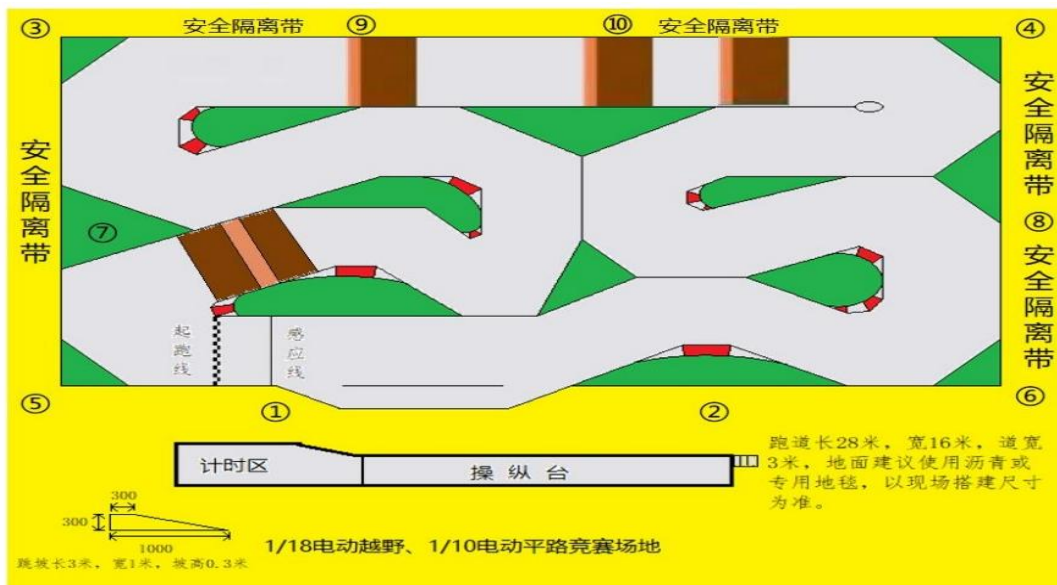 ③
安全隔离带
⑨
⑩
安全隔离带
④
安全隔离带
安全隔离带
⑦
⑧
安全隔离带
起跑线
感应线
⑤
①
②
⑥
计时区
操纵台
跑道长28米，宽16米，道宽
3米，地面建议使用沥青或
专用地毯，以现场搭建尺寸
为准。
300
300
1000
跳坡长3米，宽1米，坡高0.3米
1/18电动越野、1/10电动平路竞赛场地